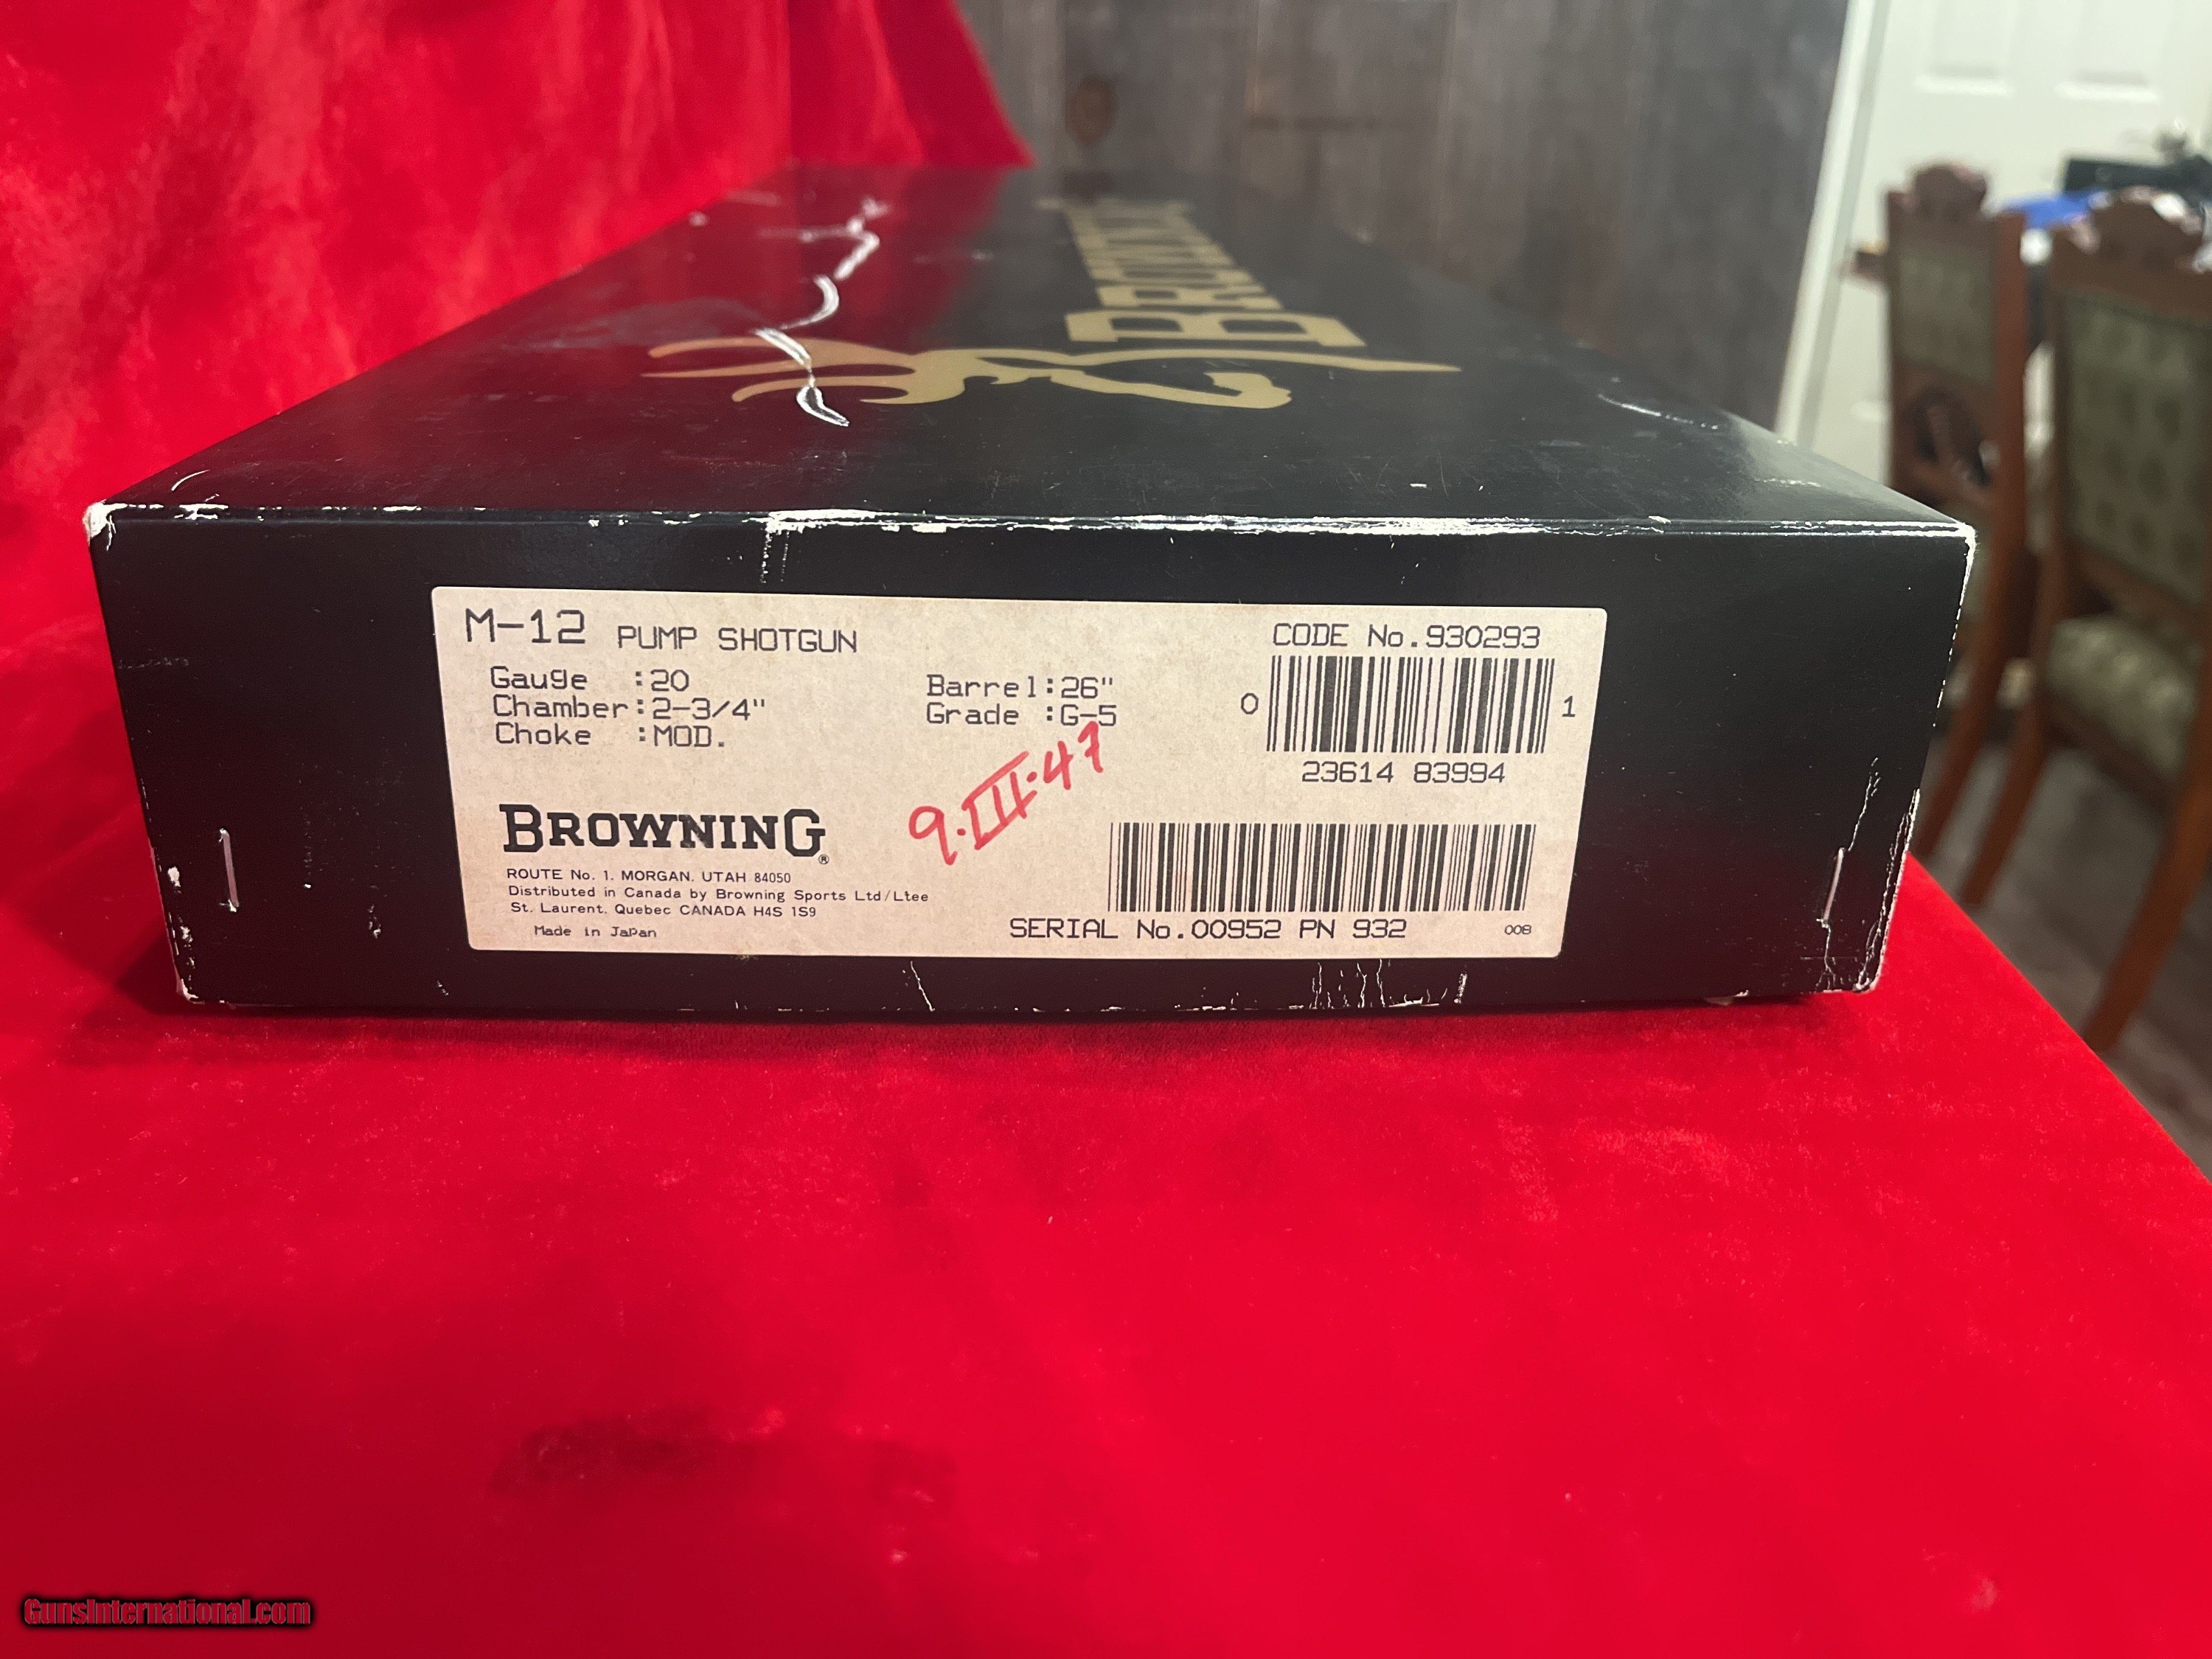 BROWNING
M-12 PUMP SHOTGUN
Gauge :20
Chamber:2-3/4"
Choke :MOD.
Barrel:26"
Grade :G-5
CODE No.930293
0 1
23614 83994
9.III.47
BROWNING®
ROUTE No. 1, MORGAN, UTAH 84050
Distributed in Canada by Browning Sports Ltd/Ltee
St. Laurent, Quebec CANADA H4S 1S9
Made in Japan
SERIAL No.00952 PN 932
008
GunsInternational.com